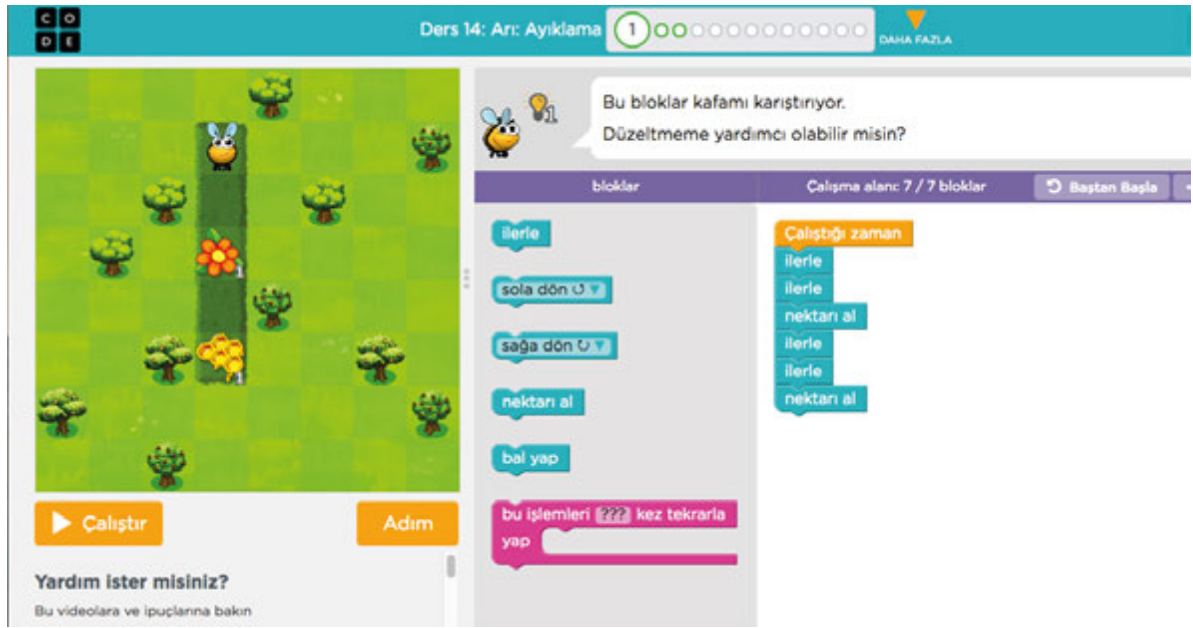 C O
D E
Ders 14: Arı: Ayıklama
1
DAHA FAZLA
1
Bu bloklar kafamı karıştırıyor.
Düzeltmeme yardımcı olabilir misin?
1
1
bloklar
Çalışma alanı: 7 / 7 bloklar
Baştan Başla
ilerle
sola dön
sağa dön
nektarı al
bal yap
bu işlemleri ??? kez tekrarla
yap
Çalıştığı zaman
ilerle
ilerle
nektarı al
ilerle
ilerle
nektarı al
Çalıştır
Adım
Yardım ister misiniz?
Bu videolara ve ipuçlarına bakın